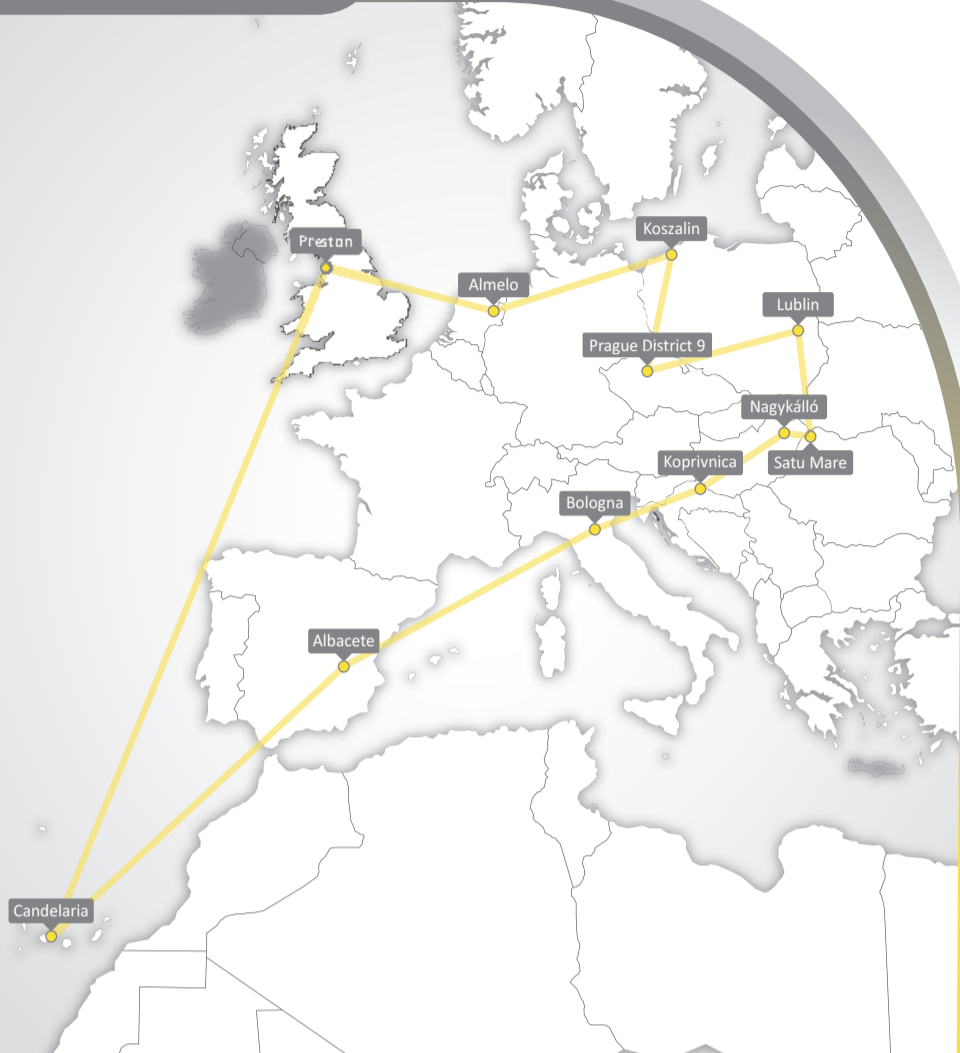 Koszalin
Preston
Almelo
Lublin
Prague District 9
Nagykálló
Koprivnica
Satu Mare
Bologna
Albacete
Candelaria